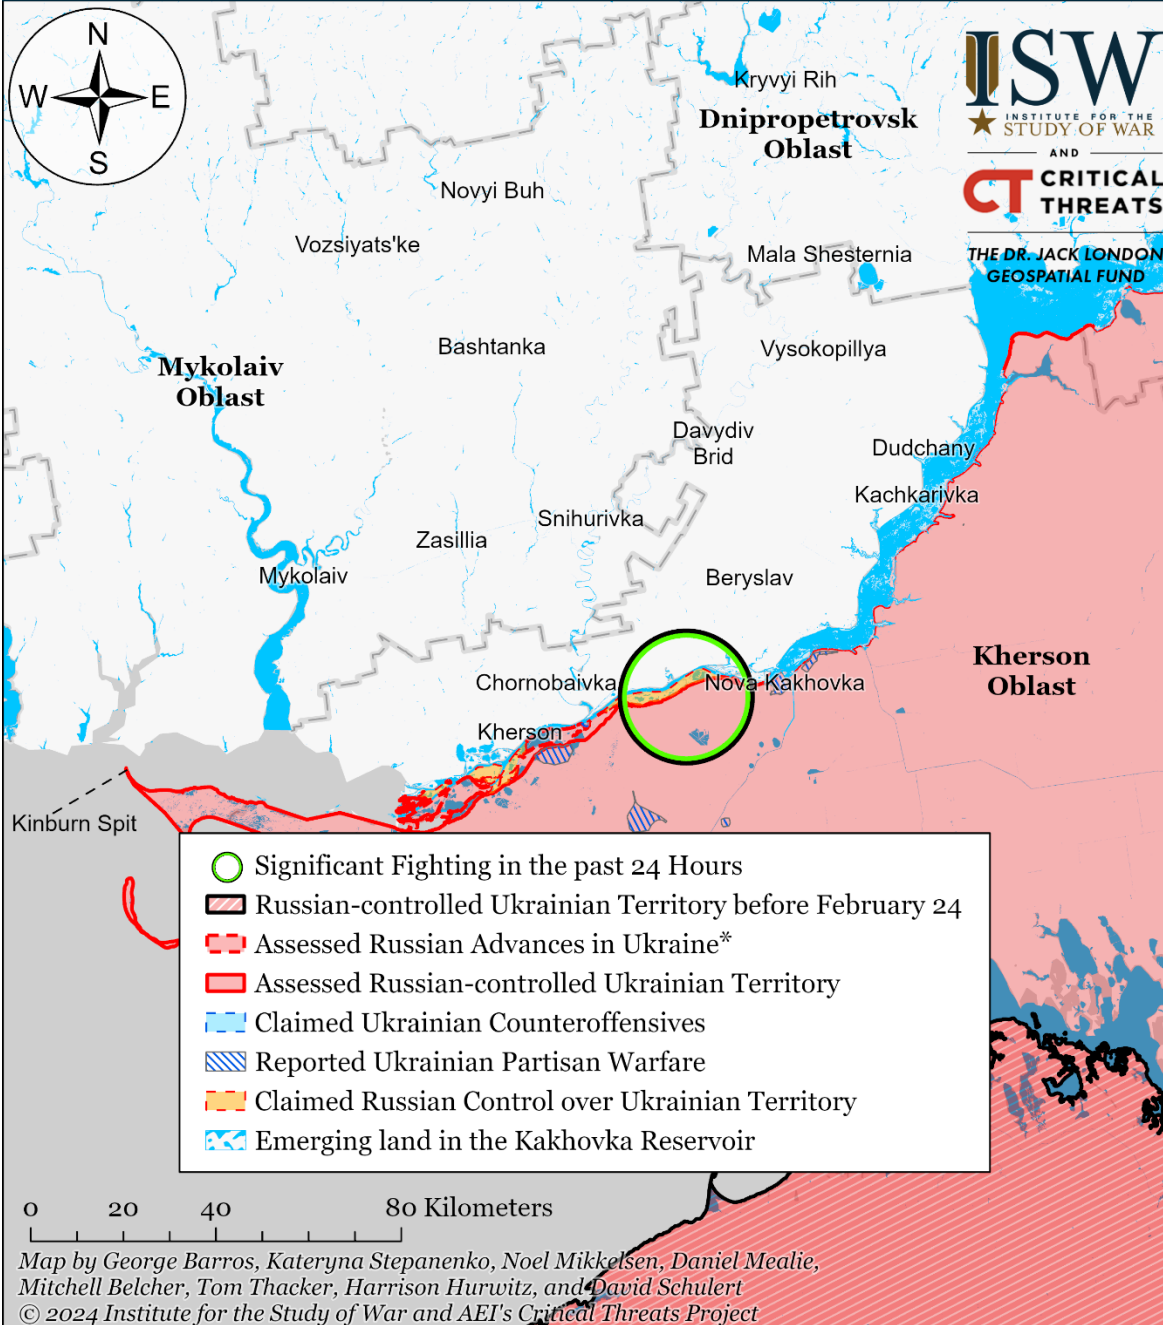 N
W E
S
ISW
INSTITUTE FOR THE
STUDY OF WAR
AND
CT CRITICAL
THREATS
THE DR. JACK LONDON
GEOSPATIAL FUND
Kryvyi Rih
Dnipropetrovsk
Oblast
Novyi Buh
Vozsiyats'ke
Mala Shesternia
Bashtanka
Vysokopillya
Mykolaiv
Oblast
Davydiv
Brid
Dudchany
Kachkarivka
Snihurivka
Zasillia
Mykolaiv
Beryslav
Kherson
Oblast
Chornobaivka
Nova Kakhovka
Kherson
Kinburn Spit
Significant Fighting in the past 24 Hours
Russian-controlled Ukrainian Territory before February 24
Assessed Russian Advances in Ukraine*
Assessed Russian-controlled Ukrainian Territory
Claimed Ukrainian Counteroffensives
Reported Ukrainian Partisan Warfare
Claimed Russian Control over Ukrainian Territory
Emerging land in the Kakhovka Reservoir
0 20 40 80 Kilometers
Map by George Barros, Kateryna Stepanenko, Noel Mikkelsen, Daniel Mealie,
Mitchell Belcher, Tom Thacker, Harrison Hurwitz, and David Schulert
© 2024 Institute for the Study of War and AEI's Critical Threats Project